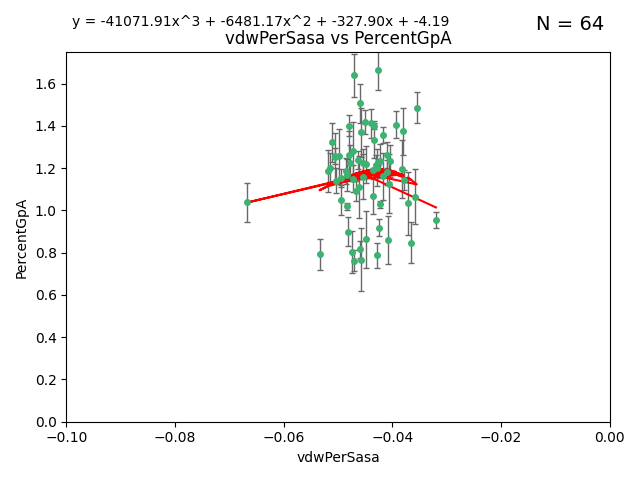 y = -41071.91x^3 + -6481.17x^2 + -327.90x + -4.19
N = 64
vdwPerSasa vs PercentGpA
PercentGpA
1.6
1.4
1.2
1.0
0.8
0.6
0.4
0.2
0.0
−0.10 −0.08 −0.06 −0.04 −0.02 0.00
vdwPerSasa